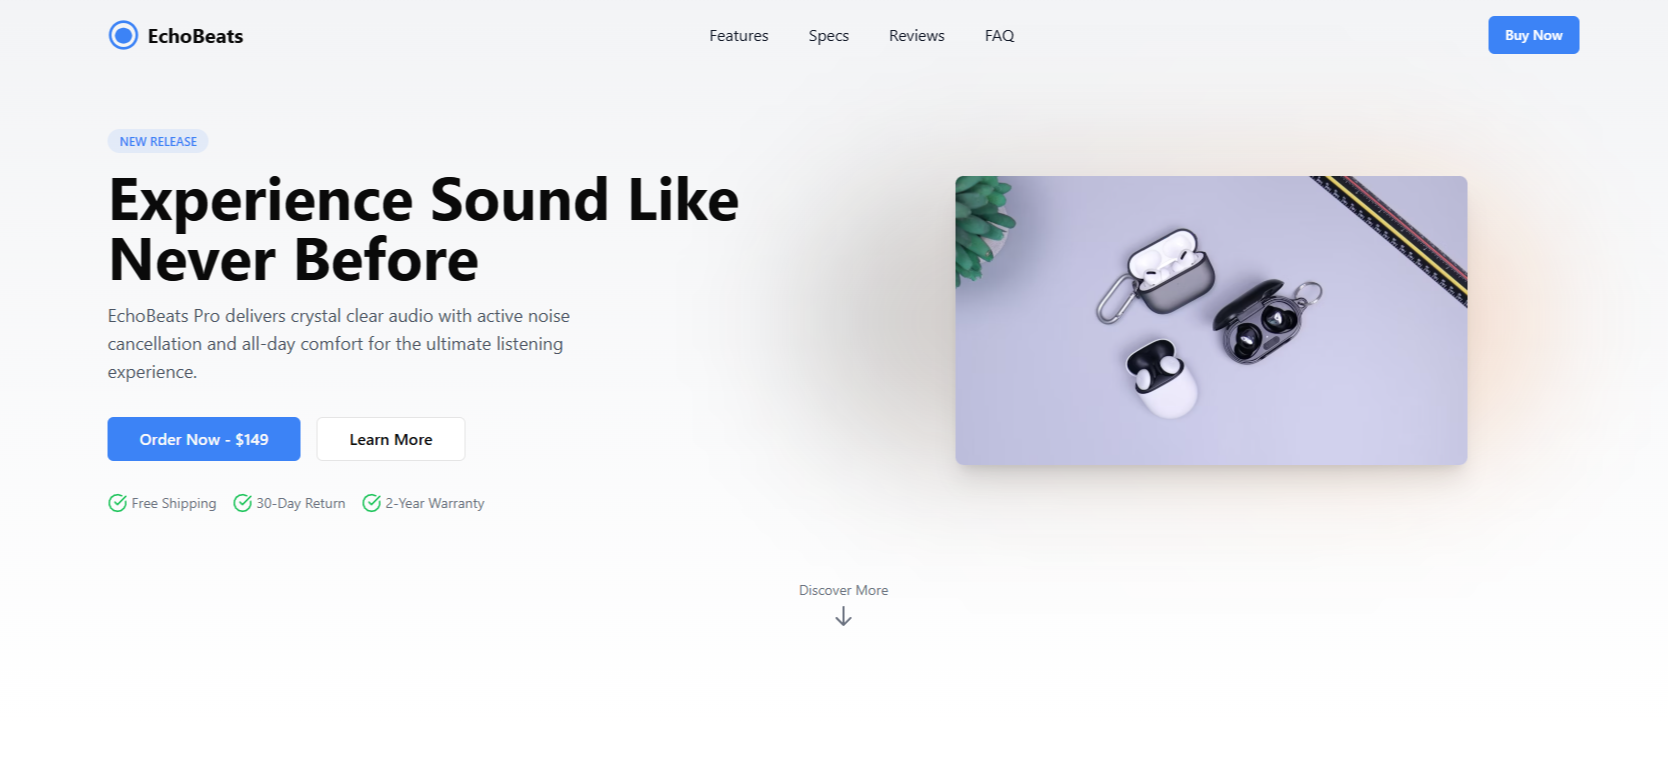 EchoBeats
Features
Specs
Reviews
FAQ
Buy Now
NEW RELEASE
Experience Sound Like
Never Before
EchoBeats Pro delivers crystal clear audio with active noise
cancellation and all-day comfort for the ultimate listening
experience.
Order Now - $149
Learn More
Free Shipping
30-Day Return
2-Year Warranty
Discover More